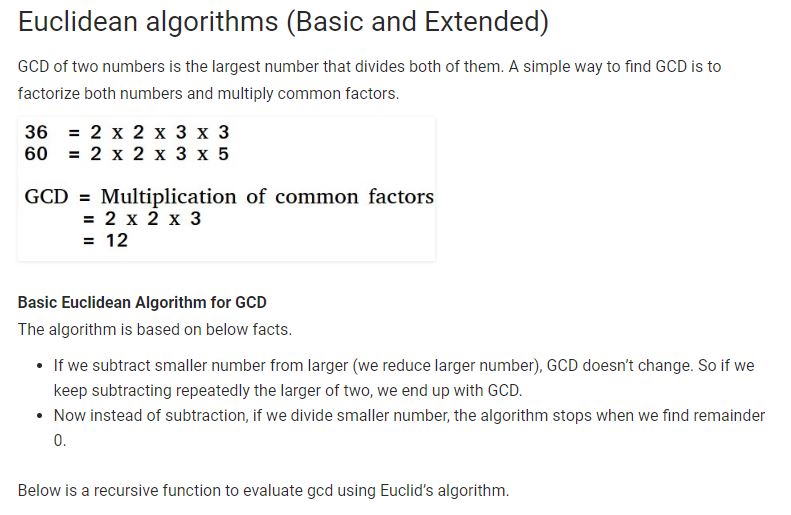 Euclidean algorithms (Basic and Extended)
GCD of two numbers is the largest number that divides both of them. A simple way to find GCD is to
factorize both numbers and multiply common factors.
36 = 2 x 2 x 3 x 3
60 = 2 x 2 x 3 x 5
GCD = Multiplication of common factors
= 2 x 2 x 3
= 12
Basic Euclidean Algorithm for GCD
The algorithm is based on below facts.
• If we subtract smaller number from larger (we reduce larger number), GCD doesn't change. So if we
keep subtracting repeatedly the larger of two, we end up with GCD.
• Now instead of subtraction, if we divide smaller number, the algorithm stops when we find remainder
0.
Below is a recursive function to evaluate gcd using Euclid's algorithm.